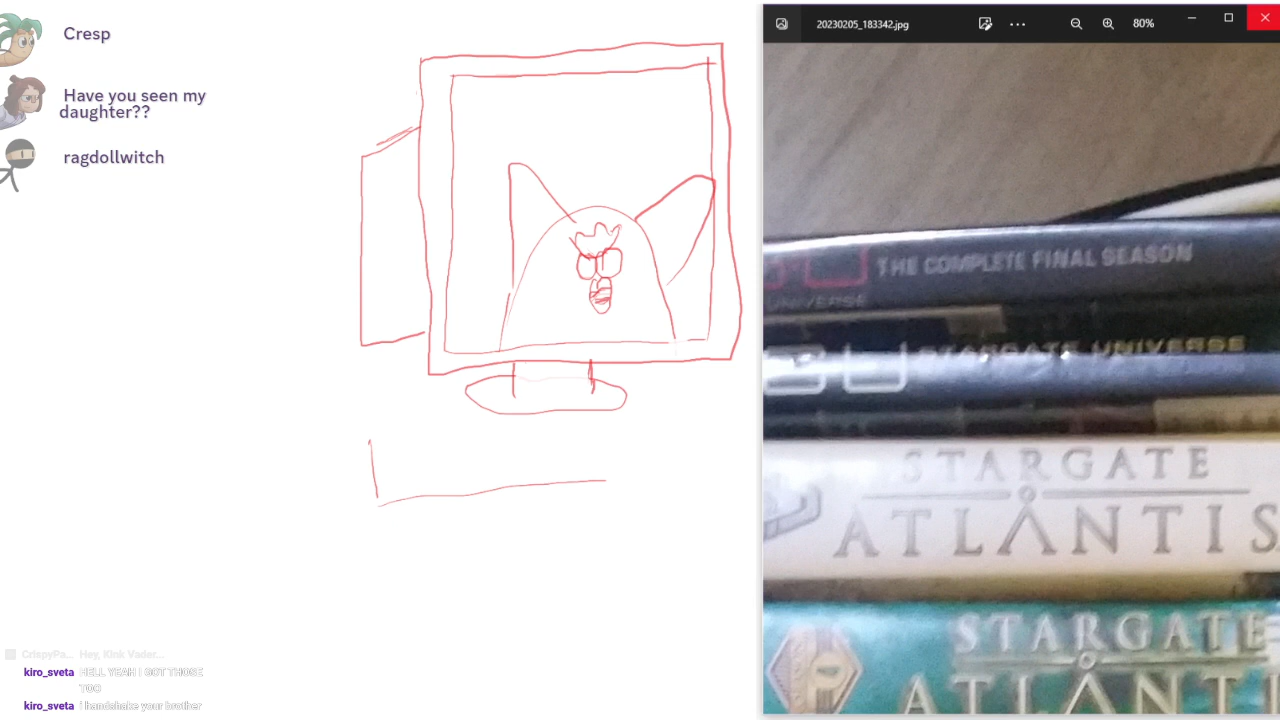 Cresp
Have you seen my
daughter??
ragdollwitch
CrispyPa... Hey, Kink Vader...
kiro_sveta HELL YEAH I GOT THOSE
TOO
kiro_sveta i handshake your brother
20230205_183342.jpg
80%
THE COMPLETE FINAL SEASON
UNIVERSE
STARGATE UNIVERSE
STARGATE
ATLANTIS
STARGATE
ATLANTI